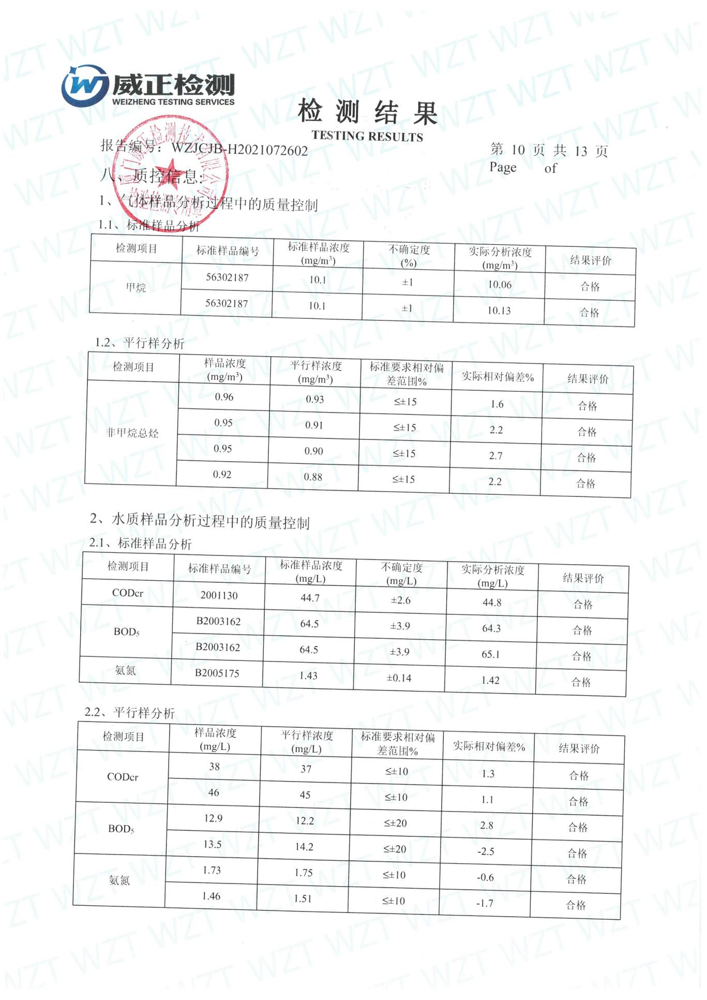 威正检测
WEIZHENG TESTING SERVICES
检测结果
TESTING RESULTS
报告编号：WZJCJB-H2021072602
第 10 页 共 13 页
Page of
八、质控信息:
1、气体样品分析过程中的质量控制
1.1、标准样品分析
检测项目 标准样品编号 标准样品浓度 (mg/m³) 不确定度 (%) 实际分析浓度 (mg/m³) 结果评价
甲烷 56302187 10.1 ±1 10.06 合格
56302187 10.1 ±1 10.13 合格
1.2、平行样分析
检测项目 样品浓度 (mg/m³) 平行样浓度 (mg/m³) 标准要求相对偏差范围% 实际相对偏差% 结果评价
非甲烷总烃 0.96 0.93 ≤±15 1.6 合格
0.95 0.91 ≤±15 2.2 合格
0.95 0.90 ≤±15 2.7 合格
0.92 0.88 ≤±15 2.2 合格
2、水质样品分析过程中的质量控制
2.1、标准样品分析
检测项目 标准样品编号 标准样品浓度 (mg/L) 不确定度 (mg/L) 实际分析浓度 (mg/L) 结果评价
CODcr 2001130 44.7 ±2.6 44.8 合格
BOD₅ B2003162 64.5 ±3.9 64.3 合格
B2003162 64.5 ±3.9 65.1 合格
氨氮 B2005175 1.43 ±0.14 1.42 合格
2.2、平行样分析
检测项目 样品浓度 (mg/L) 平行样浓度 (mg/L) 标准要求相对偏差范围% 实际相对偏差% 结果评价
CODcr 38 37 ≤±10 1.3 合格
46 45 ≤±10 1.1 合格
BOD₅ 12.9 12.2 ≤±20 2.8 合格
13.5 14.2 ≤±20 -2.5 合格
氨氮 1.73 1.75 ≤±10 -0.6 合格
1.46 1.51 ≤±10 -1.7 合格